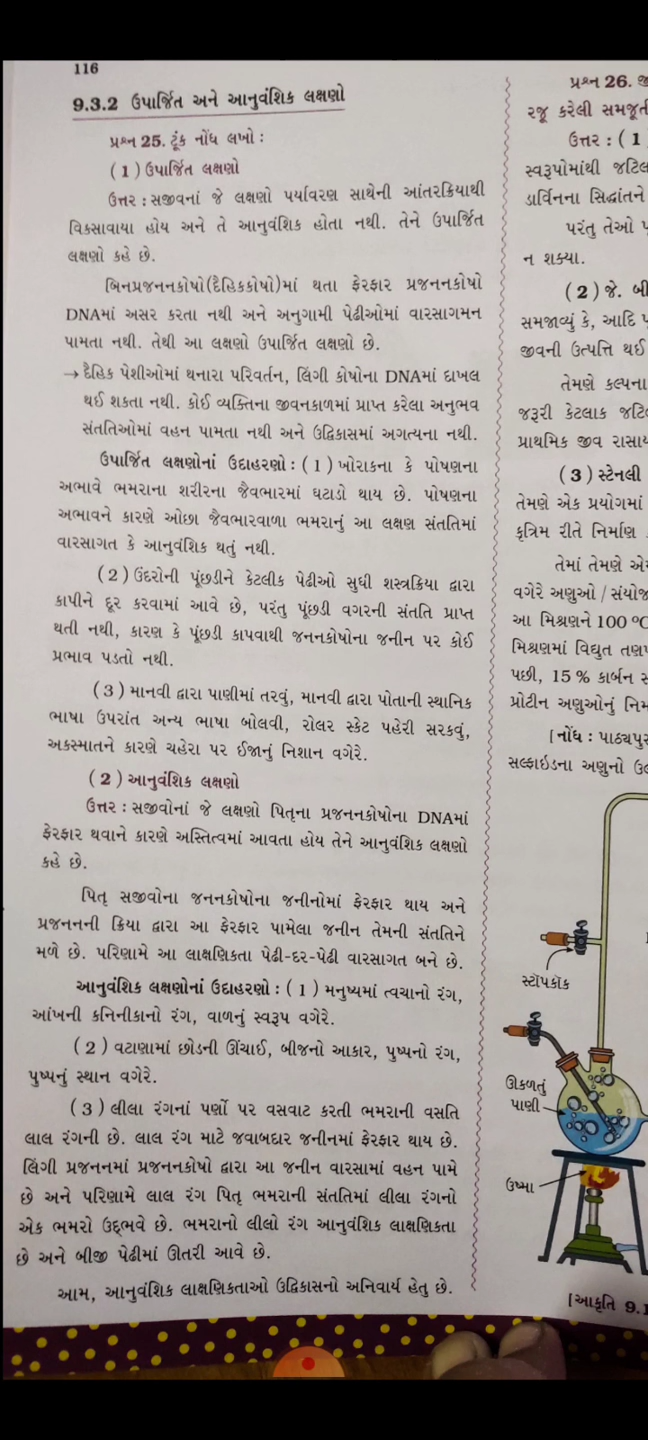 116
9.3.2 ઉપાર્જિત અને આનુવંશિક લક્ષણો
પ્રશ્ન 25. ટૂંક નોંધ લખો :
( 1 ) ઉપાર્જિત લક્ષણો
ઉત્તર : સજીવનાં જે લક્ષણો પર્યાવરણ સાથેની આંતરક્રિયાથી
વિકસાવાયા હોય અને તે આનુવંશિક હોતા નથી. તેને ઉપાર્જિત
લક્ષણો કહે છે.
બિનપ્રજનનકોષો(દૈહિકકોષો)માં થતા ફેરફાર પ્રજનનકોષો
DNAમાં અસર કરતા નથી અને અનુગામી પેઢીઓમાં વારસાગમન
પામતા નથી. તેથી આ લક્ષણો ઉપાર્જિત લક્ષણો છે.
→ દૈહિક પેશીઓમાં થનારા પરિવર્તન, લિંગી કોષોના DNAમાં દાખલ
થઈ શકતા નથી. કોઈ વ્યક્તિના જીવનકાળમાં પ્રાપ્ત કરેલા અનુભવ
સંતતિઓમાં વહન પામતા નથી અને ઉદ્વિકાસમાં અગત્યના નથી.
ઉપાર્જિત લક્ષણોનાં ઉદાહરણો : ( 1 ) ખોરાકના કે પોષણના
અભાવે ભમરાના શરીરના જૈવભારમાં ઘટાડો થાય છે. પોષણના
અભાવને કારણે ઓછા જૈવભારવાળા ભમરાનું આ લક્ષણ સંતતિમાં
વારસાગત કે આનુવંશિક થતું નથી.
( 2 ) ઉંદરોની પૂંછડીને કેટલીક પેઢીઓ સુધી શસ્ત્રક્રિયા દ્વારા
કાપીને દૂર કરવામાં આવે છે, પરંતુ પૂંછડી વગરની સંતતિ પ્રાપ્ત
થતી નથી, કારણ કે પૂંછડી કાપવાથી જનનકોષોના જનીન પર કોઈ
પ્રભાવ પડતો નથી.
( 3 ) માનવી દ્વારા પાણીમાં તરવું, માનવી દ્વારા પોતાની સ્થાનિક
ભાષા ઉપરાંત અન્ય ભાષા બોલવી, રોલર સ્કેટ પહેરી સરકવું,
અકસ્માતને કારણે ચહેરા પર ઈજાનું નિશાન વગેરે.
( 2 ) આનુવંશિક લક્ષણો
ઉત્તર : સજીવોનાં જે લક્ષણો પિતૃના પ્રજનનકોષોના DNAમાં
ફેરફાર થવાને કારણે અસ્તિત્વમાં આવતા હોય તેને આનુવંશિક લક્ષણો
કહે છે.
પિતૃ સજીવોના જનનકોષોના જનીનોમાં ફેરફાર થાય અને
પ્રજનનની ક્રિયા દ્વારા આ ફેરફાર પામેલા જનીન તેમની સંતતિને
મળે છે. પરિણામે આ લાક્ષણિકતા પેઢી-દર-પેઢી વારસાગત બને છે.
આનુવંશિક લક્ષણોનાં ઉદાહરણો : ( 1 ) મનુષ્યમાં ત્વચાનો રંગ,
આંખની કનિનીકાનો રંગ, વાળનું સ્વરૂપ વગેરે.
( 2 ) વટાણામાં છોડની ઊંચાઈ, બીજનો આકાર, પુષ્પનો રંગ,
પુષ્પનું સ્થાન વગેરે.
( 3 ) લીલા રંગનાં પર્ણો પર વસવાટ કરતી ભમરાની વસતિ
લાલ રંગની છે. લાલ રંગ માટે જવાબદાર જનીનમાં ફેરફાર થાય છે.
લિંગી પ્રજનનમાં પ્રજનનકોષો દ્વારા આ જનીન વારસામાં વહન પામે
છે અને પરિણામે લાલ રંગ પિતૃ ભમરાની સંતતિમાં લીલા રંગનો
એક ભમરો ઉદ્ભવે છે. ભમરાનો લીલો રંગ આનુવંશિક લાક્ષણિકતા
છે અને બીજી પેઢીમાં ઊતરી આવે છે.
આમ, આનુવંશિક લાક્ષણિકતાઓ ઉદ્વિકાસનો અનિવાર્ય હેતુ છે.
પ્રશ્ન 26.
રજૂ કરેલી
ઉત્તર : ( 1
સ્વરૂપોમાંથી
ડાર્વિનના સિદ્ધાંતને
પરંતુ તેઓ
ન શક્યા.
( 2 ) જે.
સમજાવ્યું કે, આદિ
જીવની ઉત્પત્તિ થઈ
તેમણે કલ્પના
જરૂરી કેટલાક
પ્રાથમિક જીવ
( 3 ) સ્ટેનલી
તેમણે એક પ્રયોગમાં
કૃત્રિમ રીતે નિર્માણ
તેમાં તેમણે
વગેરે અણુઓ /
આ મિશ્રણને 100 °C
મિશ્રણમાં વિદ્યુત
પછી, 15 % કાર્બન
પ્રોટીન અણુઓનું
[નોંધ :
સલ્ફાઇડના અણુનો
સ્ટૉપકૉક
ઊકળતું
પાણી
ઉષ્મા
[આકૃતિ